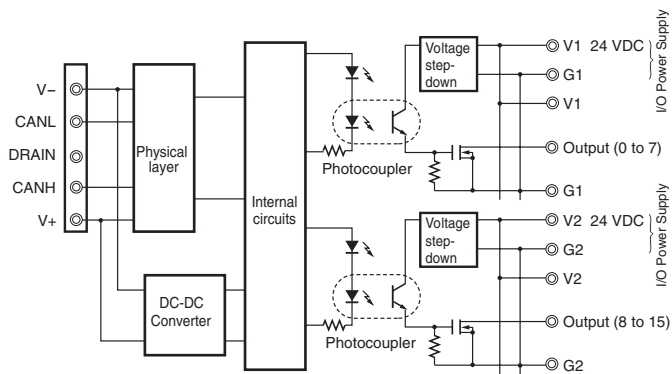 V−
CANL
DRAIN
CANH
V+
Physical
layer
DC-DC
Converter
Internal
circuits
Photocoupler
Voltage
step-
down
V1 24 VDC
G1
V1
Output (0 to 7)
G1
I/O Power Supply
Photocoupler
Voltage
step-
down
V2 24 VDC
G2
V2
Output (8 to 15)
G2
I/O Power Supply